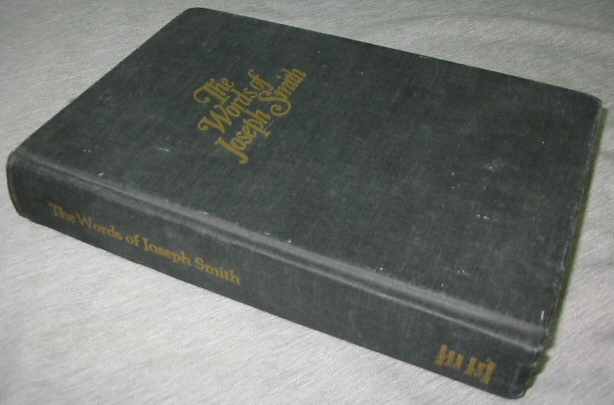 The
Words of
Joseph Smith
The Words of Joseph Smith